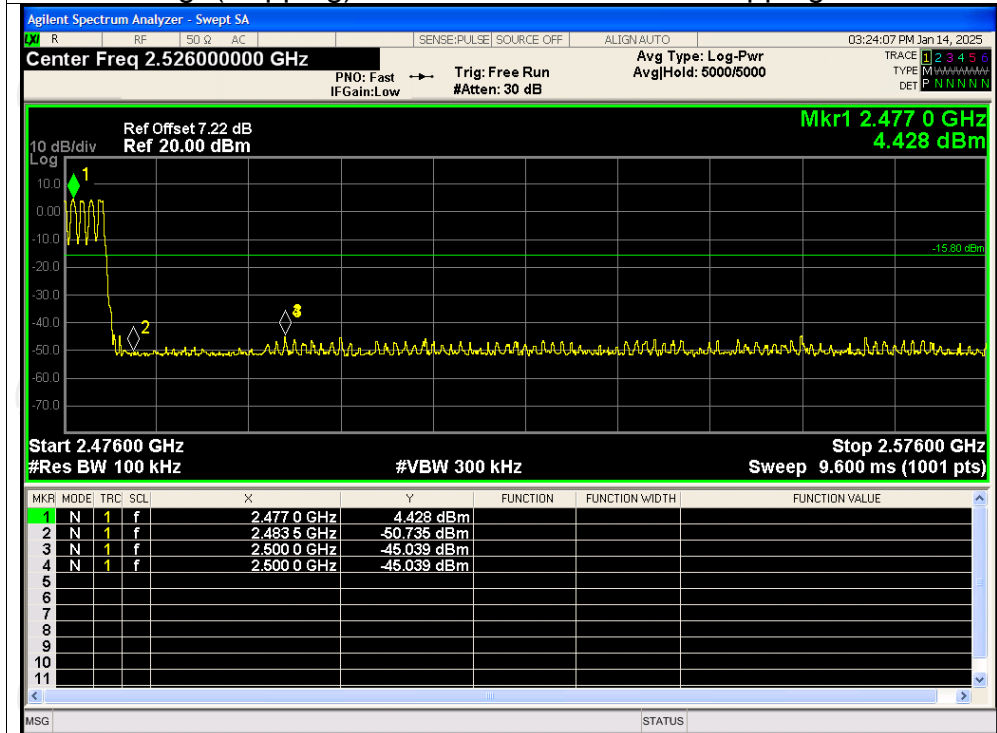 Agilent Spectrum Analyzer - Swept SA
LXI R RF 50 Ω AC SENSE:PULSE SOURCE OFF ALIGN AUTO 03:24:07 PM Jan 14, 2025
Center Freq 2.526000000 GHz
PNO: Fast
IFGain:Low
Trig: Free Run
#Atten: 30 dB
Avg Type: Log-Pwr
Avg|Hold: 5000/5000
TRACE 1 2 3 4 5 6
TYPE M
DET P N N N N N
Mkr1 2.477 0 GHz
4.428 dBm
Ref Offset 7.22 dB
10 dB/div Ref 20.00 dBm
Log
10.0
0.00
-10.0
-20.0
-30.0
-40.0
-50.0
-60.0
-70.0
1
2
-15.80 dBm
Start 2.47600 GHz
Stop 2.57600 GHz
#Res BW 100 kHz
#VBW 300 kHz
Sweep 9.600 ms (1001 pts)
MKR MODE TRC SCL X Y FUNCTION FUNCTION WIDTH FUNCTION VALUE
1 N 1 f 2.477 0 GHz 4.428 dBm
2 N 1 f 2.483 5 GHz -50.735 dBm
3 N 1 f 2.500 0 GHz -45.039 dBm
4 N 1 f 2.500 0 GHz -45.039 dBm
5
6
7
8
9
10
11
MSG STATUS